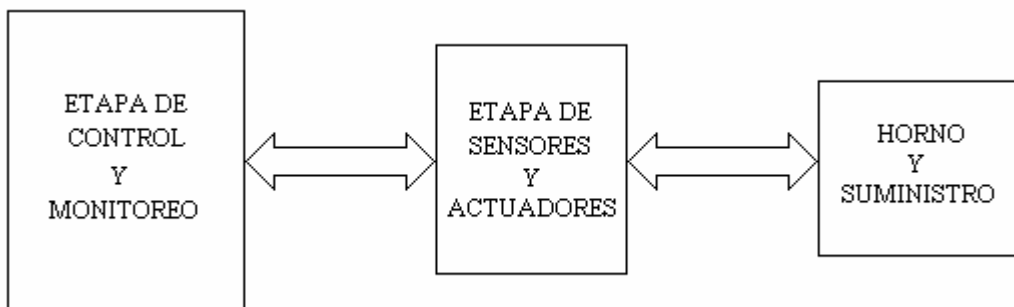 ETAPA DE
CONTROL
Y
MONITOREO
ETAPA DE
SENSORES
Y
ACTUADORES
HORNO
Y
SUMINISTRO